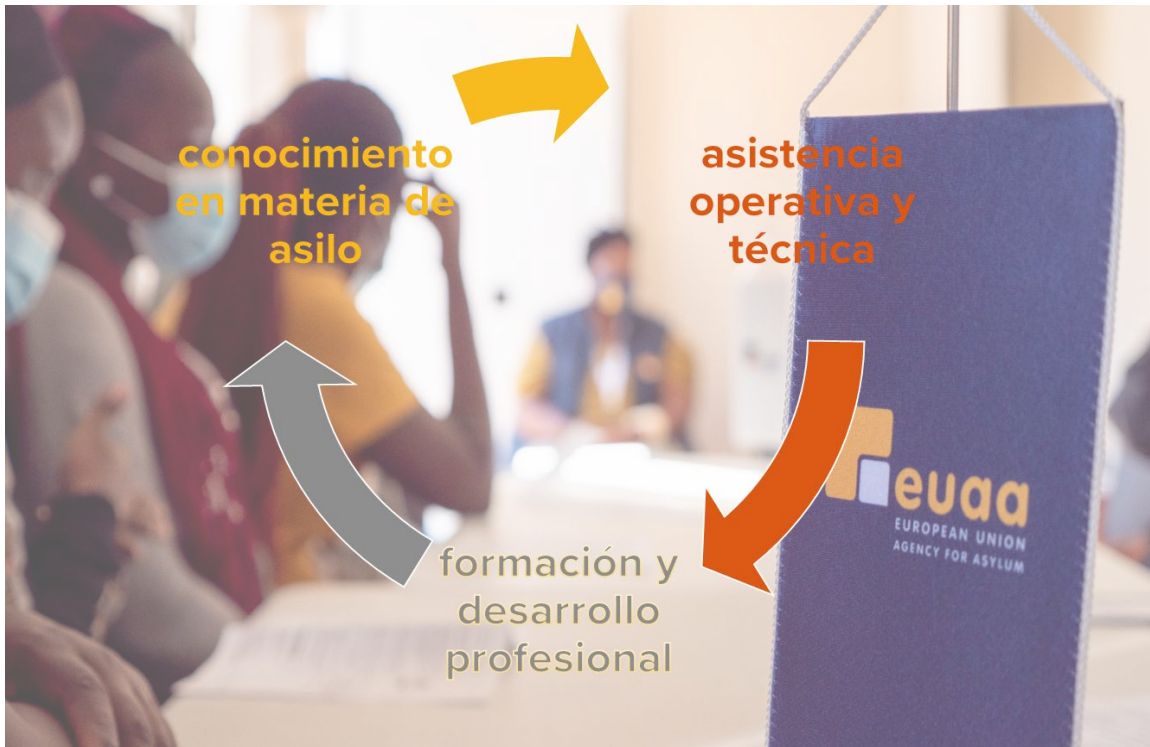 conocimiento
en materia de
asilo
asistencia
operativa y
técnica
formación y
desarrollo
profesional
euaa
EUROPEAN UNION
AGENCY FOR ASYLUM